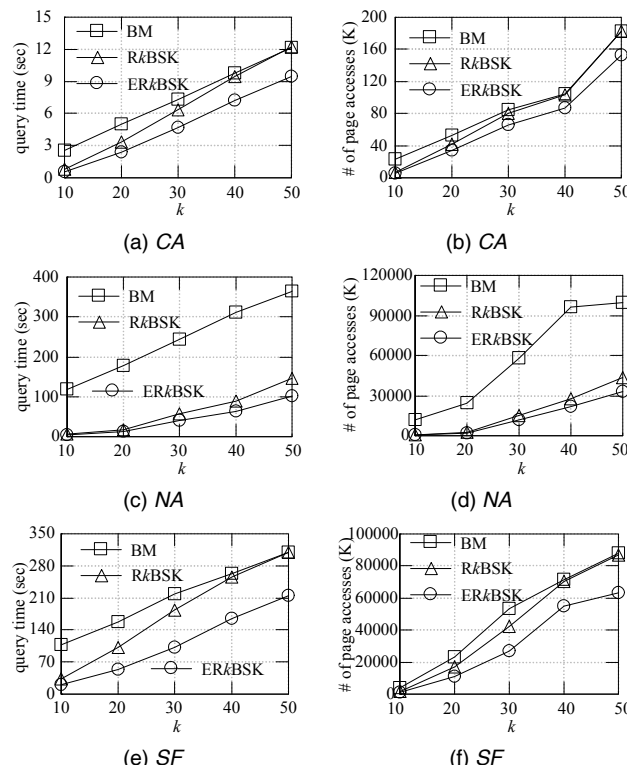 15
12
9
6
3
0
query time (sec)
BM
RkBSK
ERkBSK
10 20 30 40 50
k
(a) CA
200
160
120
80
40
0
# of page accesses (K)
BM
RkBSK
ERkBSK
10 20 30 40 50
k
(b) CA
400
300
200
100
0
query time (sec)
BM
RkBSK
ERkBSK
10 20 30 40 50
k
(c) NA
120000
90000
60000
30000
0
# of page accesses (K)
BM
RkBSK
ERkBSK
10 20 30 40 50
k
(d) NA
350
280
210
140
70
0
query time (sec)
BM
RkBSK
ERkBSK
10 20 30 40 50
k
(e) SF
100000
80000
60000
40000
20000
0
# of page accesses (K)
BM
RkBSK
ERkBSK
10 20 30 40 50
k
(f) SF